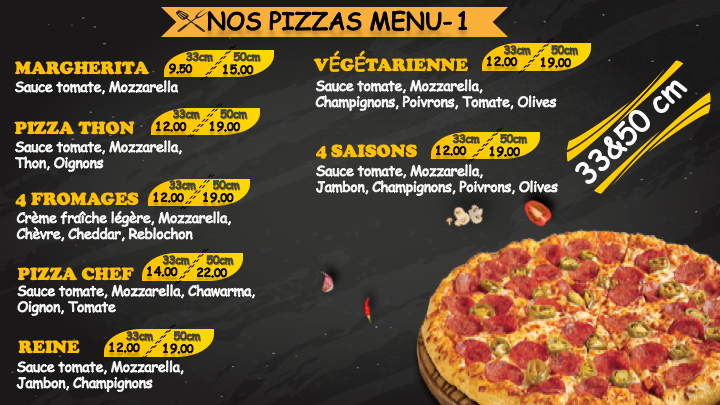 NOS PIZZAS MENU-1
MARGHERITA
33cm 50cm
9.50 15.00
Sauce tomate, Mozzarella
PIZZA THON
33cm 50cm
12.00 19.00
Sauce tomate, Mozzarella,
Thon, Oignons
4 FROMAGES
33cm 50cm
12.00 19.00
Crème fraîche légère, Mozzarella,
Chèvre, Cheddar, Reblochon
PIZZA CHEF
33cm 50cm
14.00 22.00
Sauce tomate, Mozzarella, Chawarma,
Oignon, Tomate
REINE
33cm 50cm
12.00 19.00
Sauce tomate, Mozzarella,
Jambon, Champignons
VÉGÉTARIENNE
33cm 50cm
12.00 19.00
Sauce tomate, Mozzarella,
Champignons, Poivrons, Tomate, Olives
4 SAISONS
33cm 50cm
12.00 19.00
Sauce tomate, Mozzarella,
Jambon, Champignons, Poivrons, Olives
33&50 cm